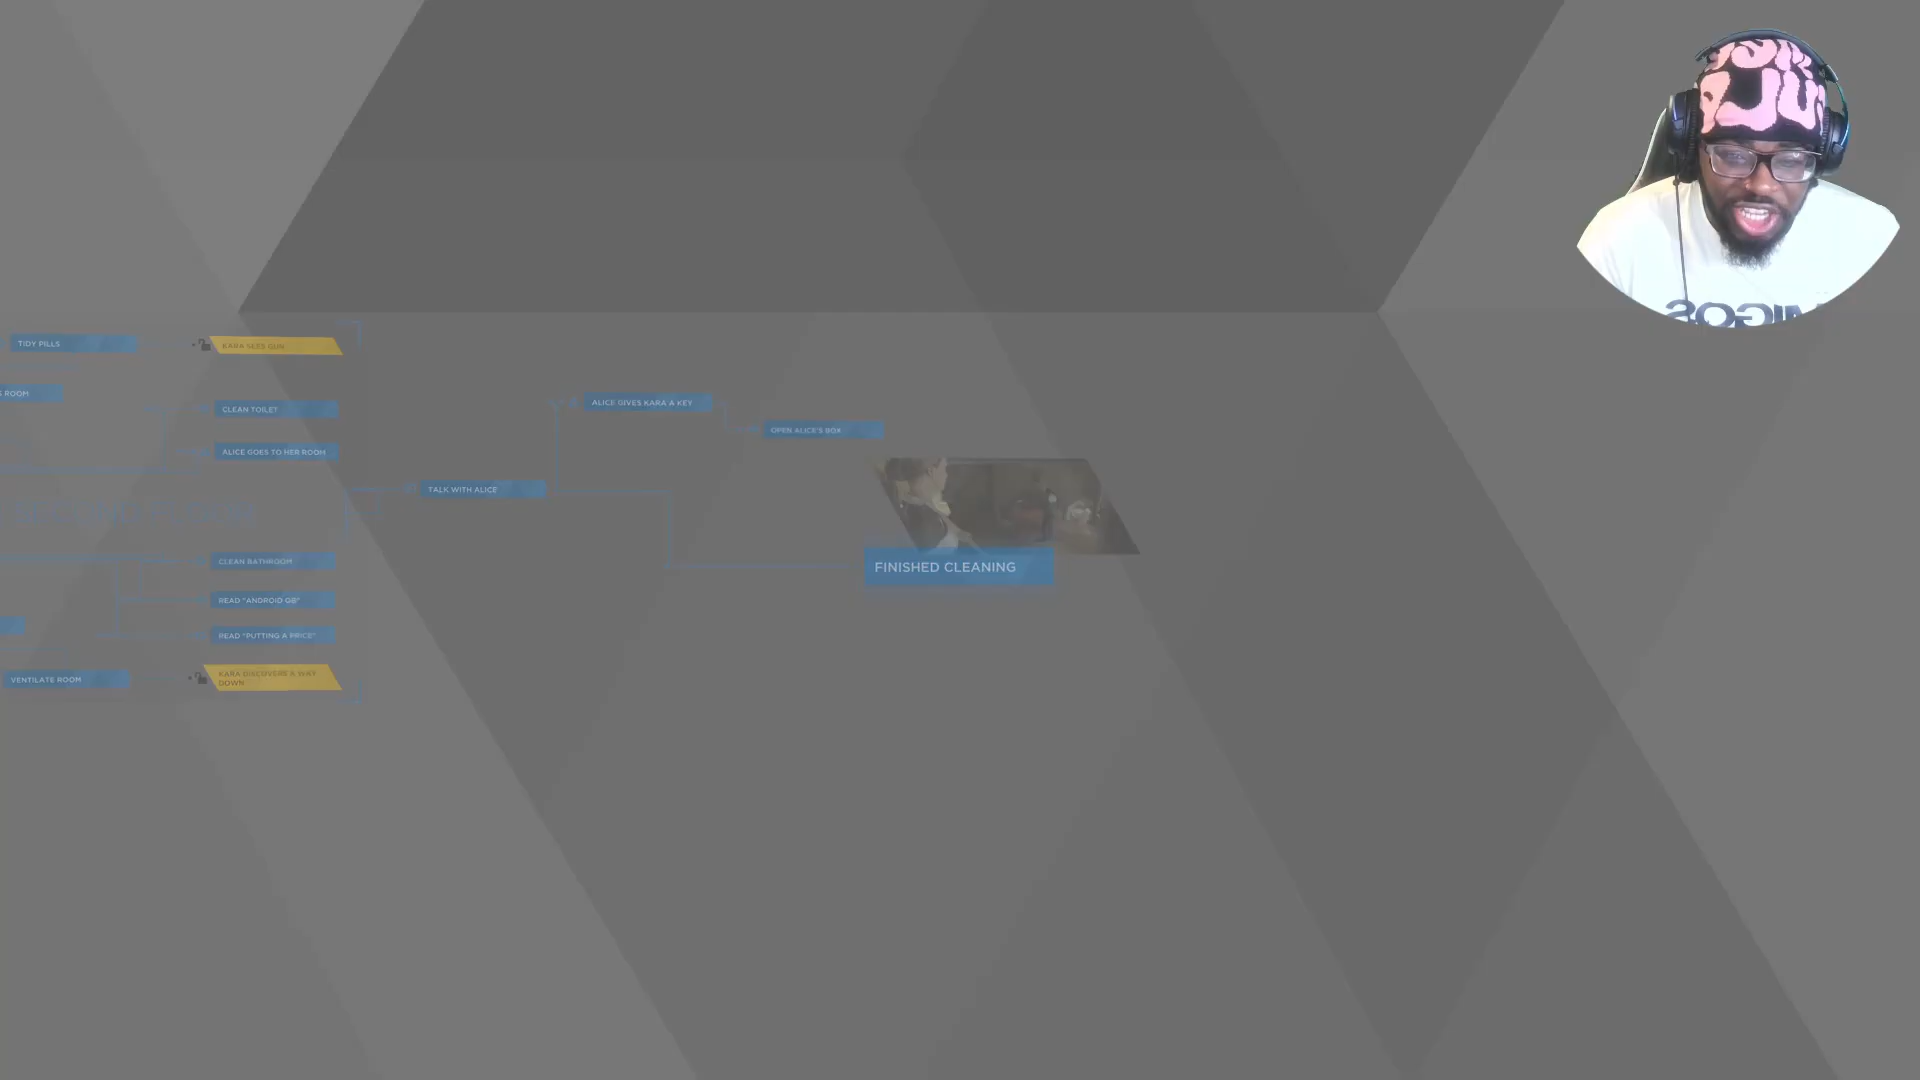 TIDY PILLS
KARA SEES GUN
S ROOM
CLEAN TOILET
ALICE GOES TO HER ROOM
ALICE GIVES KARA A KEY
OPEN ALICE'S BOX
TALK WITH ALICE
SECOND FLOOR
CLEAN BATHROOM
FINISHED CLEANING
READ "ANDROID GB"
READ "PUTTING A PRICE"
VENTILATE ROOM
KARA DISCOVERS A WAY
DOWN
MIGOS